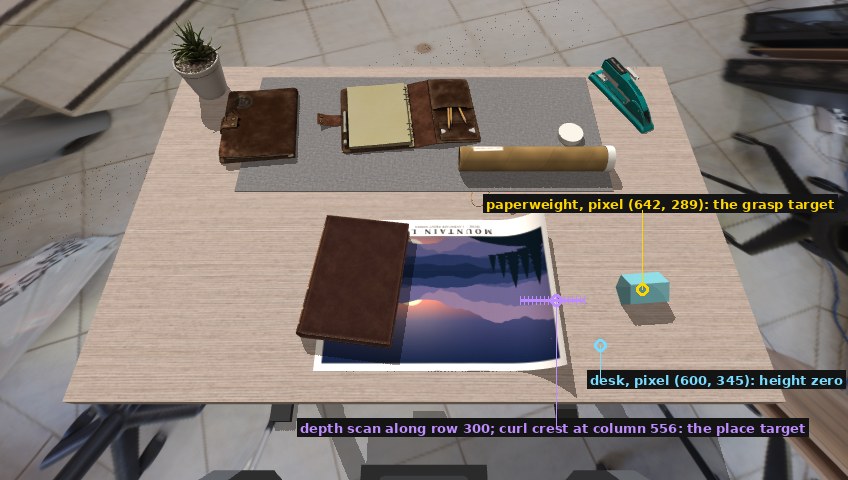 paperweight, pixel (642, 289): the grasp target
MOUNTAIN L
desk, pixel (600, 345): height zero
depth scan along row 300; curl crest at column 556: the place target